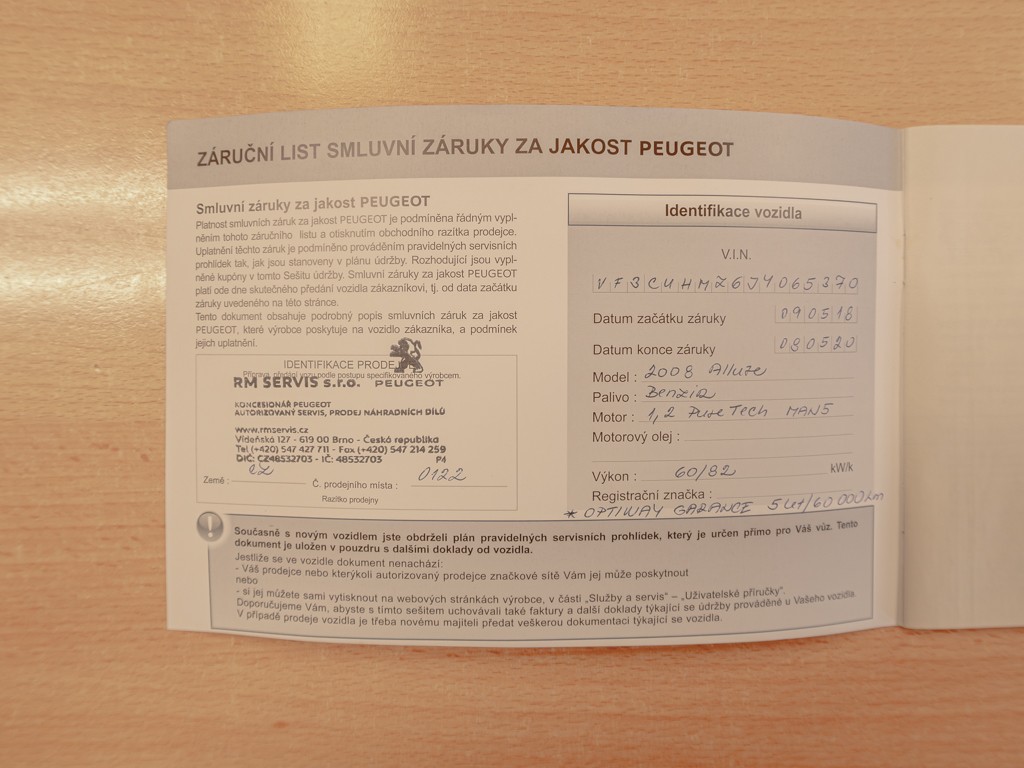 ZÁRUČNÍ LIST SMLUVNÍ ZÁRUKY ZA JAKOST PEUGEOT
Smluvní záruky za jakost PEUGEOT
Platnost smluvních záruk za jakost PEUGEOT je podmíněna řádným vypl-
něním tohoto záručního listu a otisknutím obchodního razítka prodejce.
Uplatnění těchto záruk je podmíněno prováděním pravidelných servisních
prohlídek tak, jak jsou stanoveny v plánu údržby. Rozhodující jsou vypl-
něné kupóny v tomto Sešitu údržby. Smluvní záruky za jakost PEUGEOT
platí ode dne skutečného předání vozidla zákazníkovi, tj. od data začátku
záruky uvedeného na této stránce.
Tento dokument obsahuje podrobný popis smluvních záruk za jakost
PEUGEOT, které výrobce poskytuje na vozidlo zákazníka, a podmínek
jejich uplatnění.
IDENTIFIKACE PRODEJ
Příprava, předání vozu podle postupu specifikovaného výrobcem.
RM SERVIS s.r.o. PEUGEOT
KONCESIONÁŘ PEUGEOT
AUTORIZOVANÝ SERVIS, PRODEJ NÁHRADNÍCH DÍLŮ
www.rmservis.cz
Vídeňská 127 - 619 00 Brno - Česká republika
Tel (+420) 547 427 711 - Fax (+420) 547 214 259
DIČ: CZ48532703 - IČ: 48532703 P4
Země : CZ Č. prodejního místa : 0122
Razítko prodejny
Identifikace vozidla
V.I.N.
VF3CUHMZ6JY065370
Datum začátku záruky 090518
Datum konce záruky 080520
Model : 2008 Allure
Palivo : Benzin
Motor : 1,2 PureTech MAN5
Motorový olej :
Výkon : 60/82 kW/k
Registrační značka :
* OPTIWAY GARANCE 5 let/60 000 km
Současně s novým vozidlem jste obdrželi plán pravidelných servisních prohlídek, který je určen přímo pro Váš vůz. Tento
dokument je uložen v pouzdru s dalšími doklady od vozidla.
Jestliže se ve vozidle dokument nenachází:
- Váš prodejce nebo kterýkoli autorizovaný prodejce značkové sítě Vám jej může poskytnout
nebo
- si jej můžete sami vytisknout na webových stránkách výrobce, v části „Služby a servis“ – „Uživatelské příručky“.
Doporučujeme Vám, abyste s tímto sešitem uchovávali také faktury a další doklady týkající se údržby prováděné u Vašeho vozidla.
V případě prodeje vozidla je třeba novému majiteli předat veškerou dokumentaci týkající se vozidla.